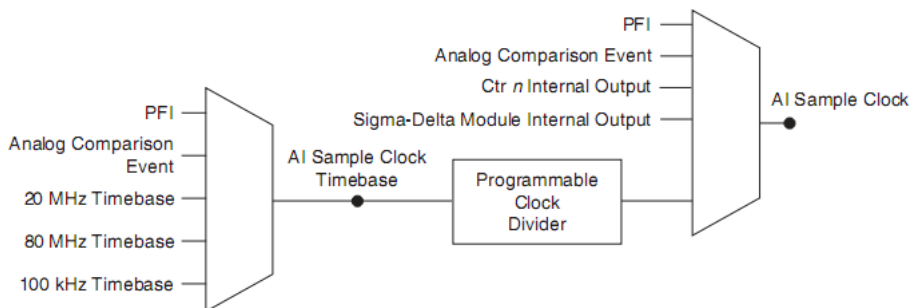 PFI
Analog Comparison Event
Ctr n Internal Output
Sigma-Delta Module Internal Output
AI Sample Clock
PFI
Analog Comparison
Event
20 MHz Timebase
80 MHz Timebase
100 kHz Timebase
AI Sample Clock
Timebase
Programmable
Clock
Divider